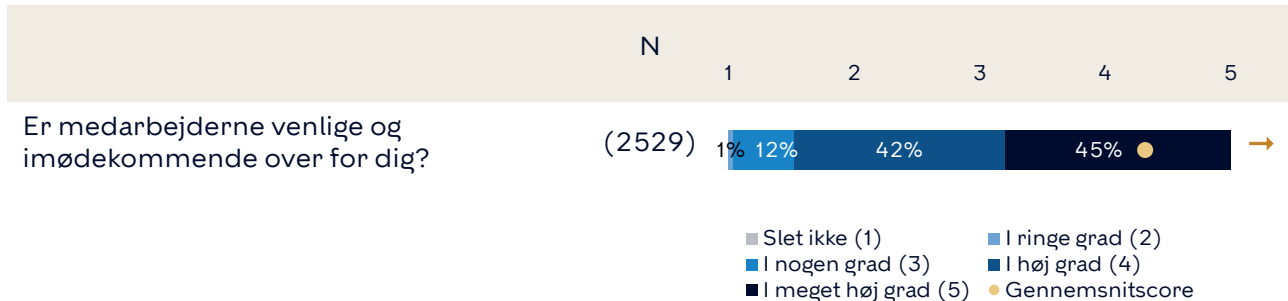 N
1 2 3 4 5
Er medarbejderne venlige og
imødekommende over for dig?
(2529) 1% 12% 42% 45% →
Slet ikke (1) I ringe grad (2)
I nogen grad (3) I høj grad (4)
I meget høj grad (5) Gennemsnitscore